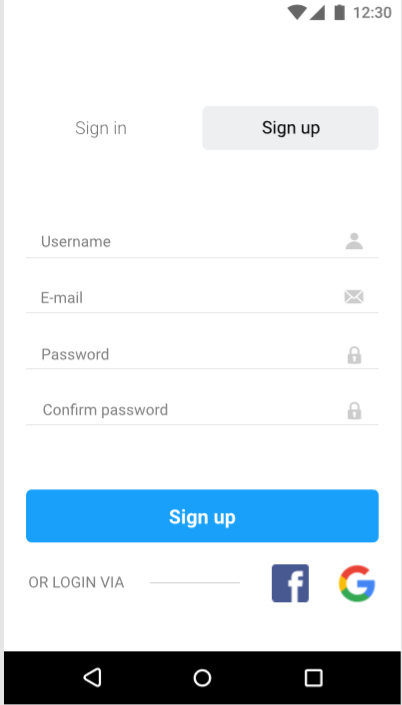 12:30
Sign in Sign up
Username
E-mail
Password
Confirm password
Sign up
OR LOGIN VIA